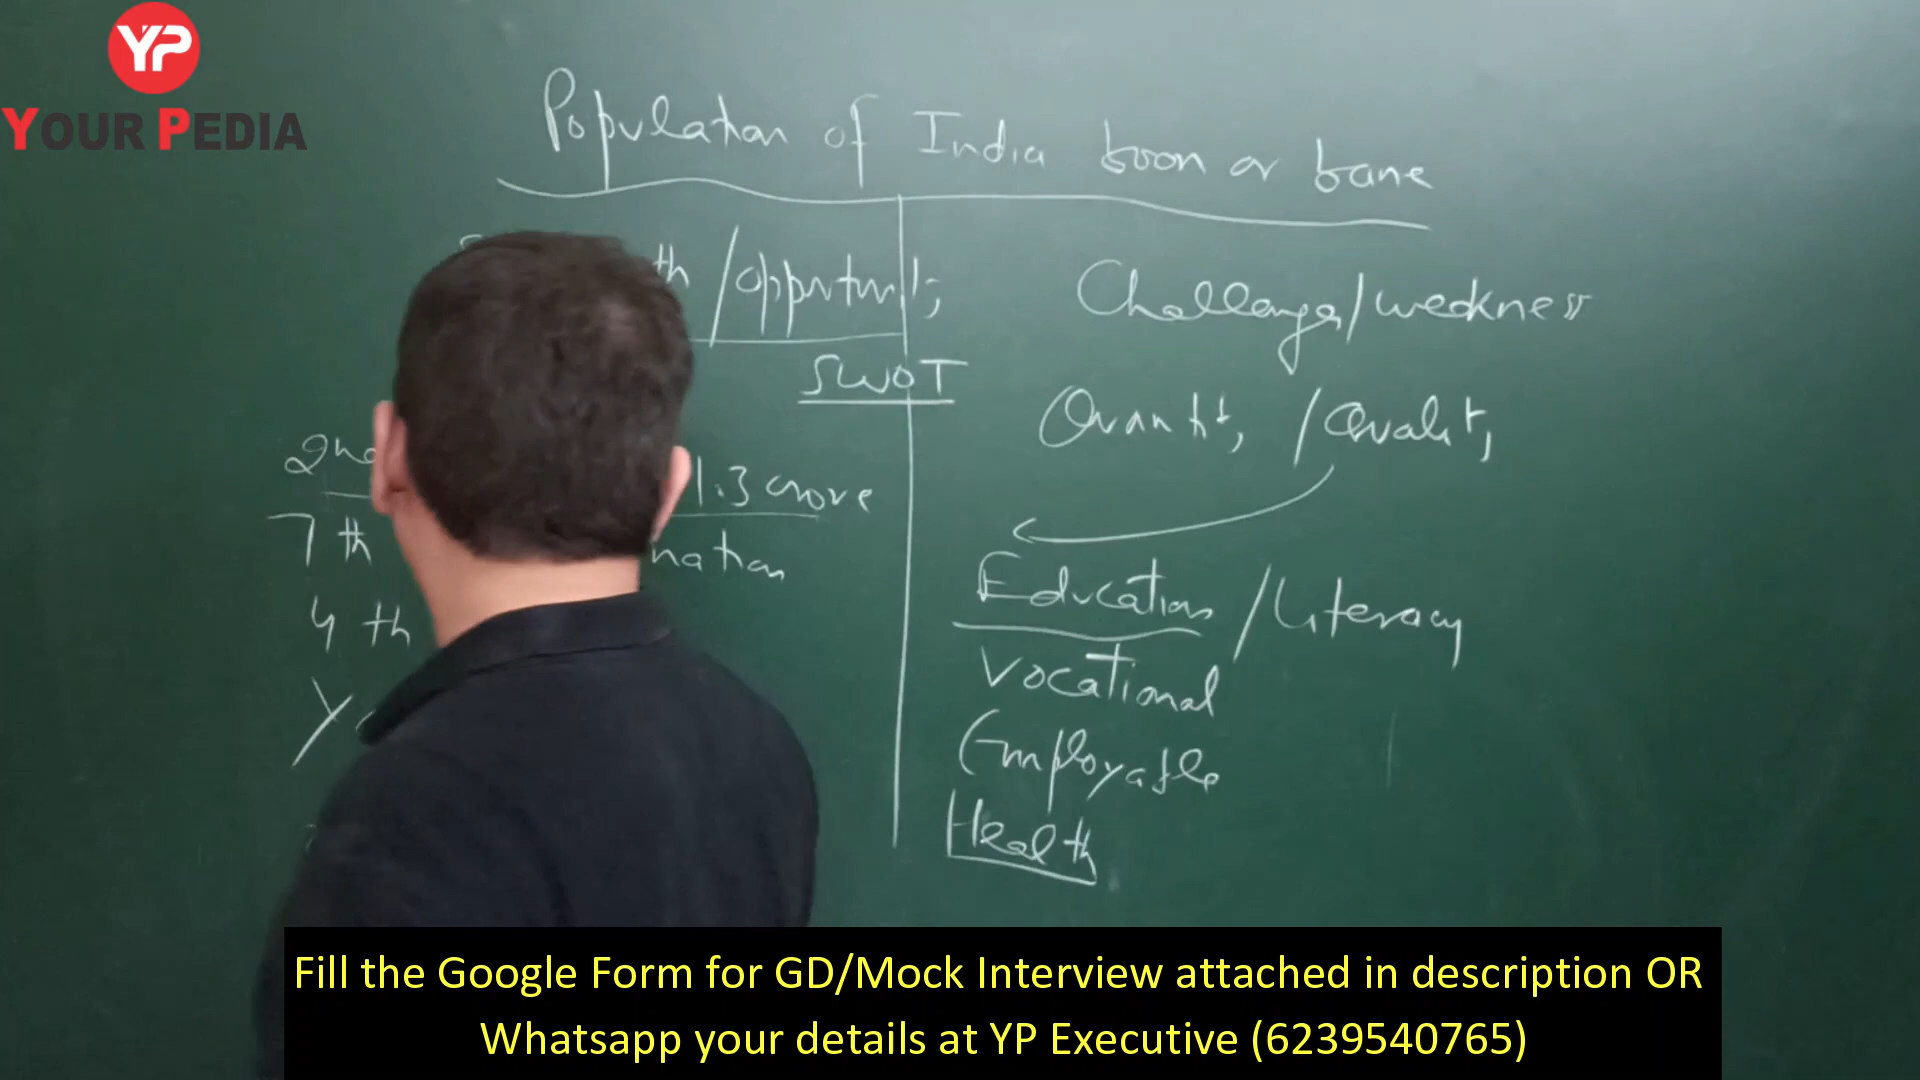 YP
YOUR PEDIA
Population of India boon or bane
th / opportunity
Challenges/weakness
SWOT
Quantity / Quality
2nd
1.3 crore
7th
nation
Education / Literacy
4th
Vocational
Employable
Health
Fill the Google Form for GD/Mock Interview attached in description OR
Whatsapp your details at YP Executive (6239540765)